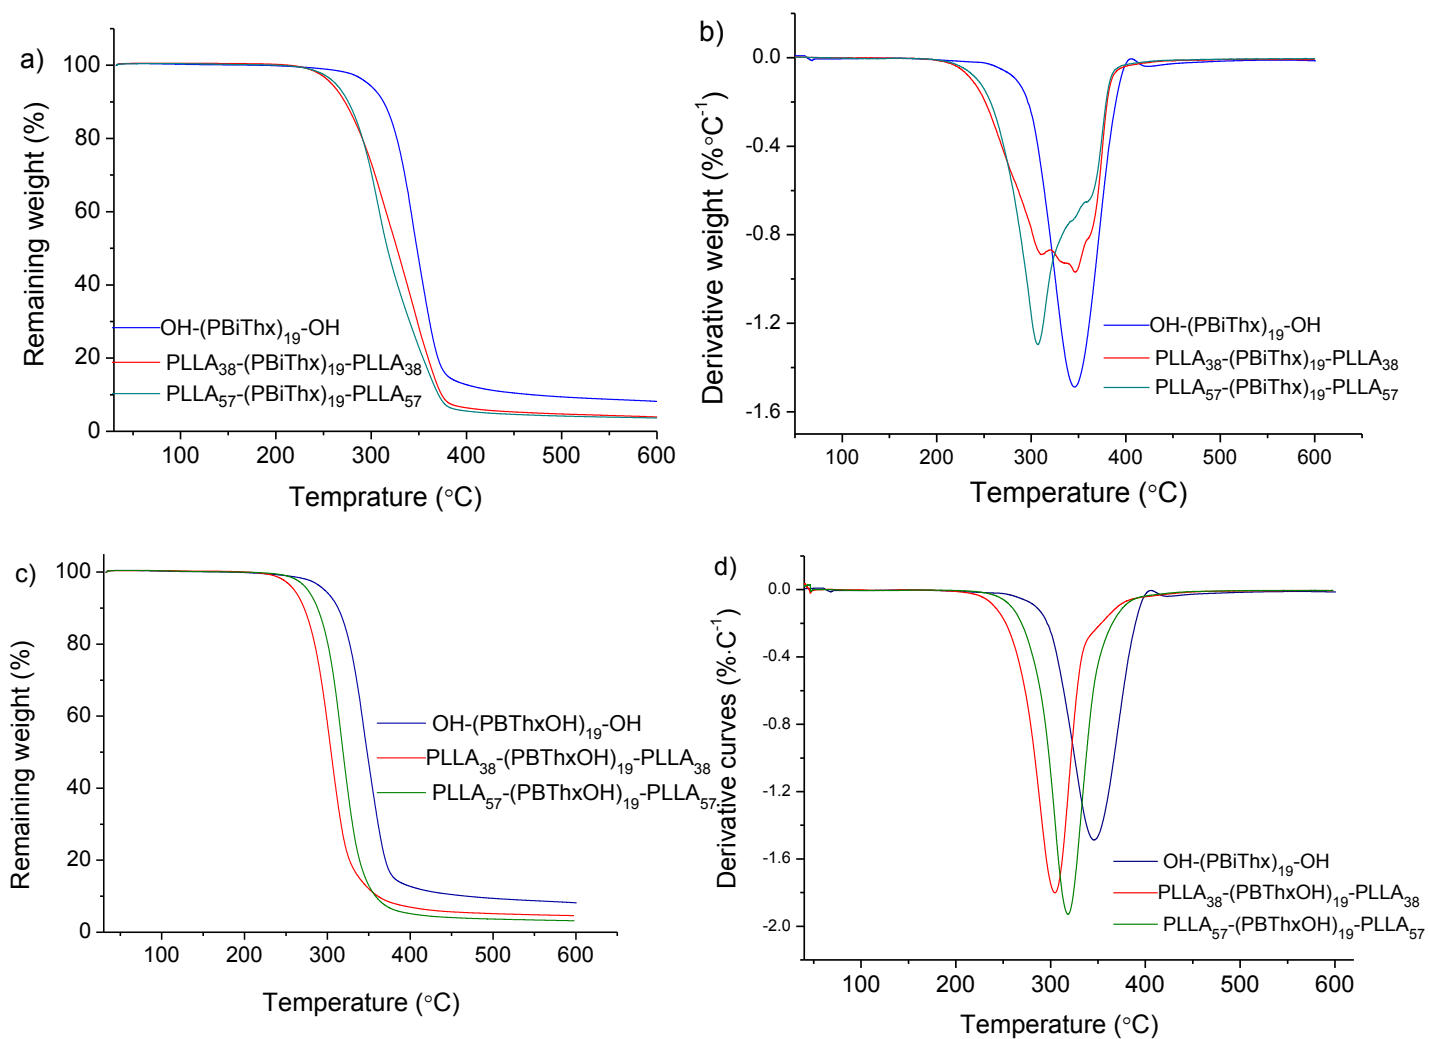 a)
Remaining weight (%)
100
80
60
40
20
0
OH-(PBiThx)19-OH
PLLA38-(PBiThx)19-PLLA38
PLLA57-(PBiThx)19-PLLA57
100 200 300 400 500 600
Temprature (°C)
b)
Derivative weight (%°C-1)
0.0
-0.4
-0.8
-1.2
-1.6
OH-(PBiThx)19-OH
PLLA38-(PBiThx)19-PLLA38
PLLA57-(PBiThx)19-PLLA57
100 200 300 400 500 600
Temperature (°C)
c)
Remaining weight (%)
100
80
60
40
20
0
OH-(PBThxOH)19-OH
PLLA38-(PBThxOH)19-PLLA38
PLLA57-(PBThxOH)19-PLLA57
100 200 300 400 500 600
Temperature (°C)
d)
Derivative curves (%·C-1)
0.0
-0.4
-0.8
-1.2
-1.6
-2.0
OH-(PBiThx)19-OH
PLLA38-(PBThxOH)19-PLLA38
PLLA57-(PBThxOH)19-PLLA57
100 200 300 400 500 600
Temperature (°C)